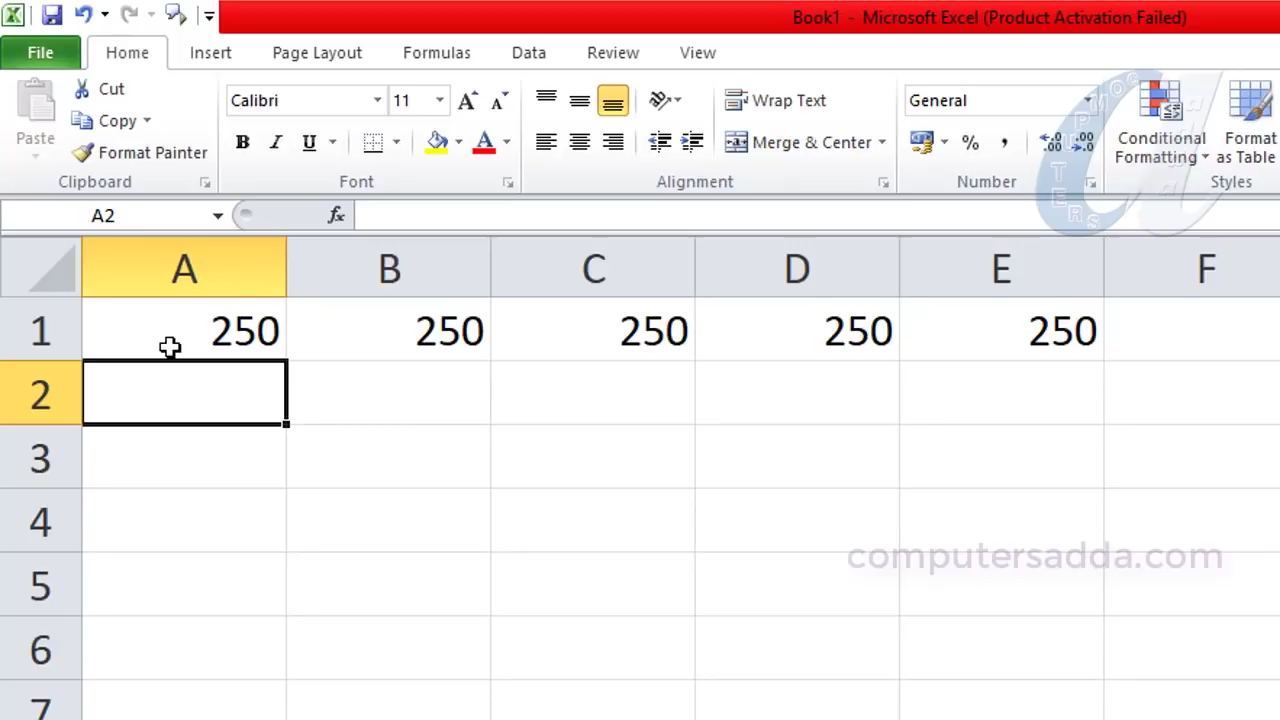 Book1 - Microsoft Excel (Product Activation Failed)
File Home Insert Page Layout Formulas Data Review View
Paste
Cut
Copy
Format Painter
Clipboard
Calibri 11
B I U A
Font
Wrap Text
Merge & Center
Alignment
General
% ,
Number
Conditional Formatting
Format as Table
Styles
A2 fx
A B C D E F
1 250 250 250 250 250
2
3
4
5
6
7
computersadda.com